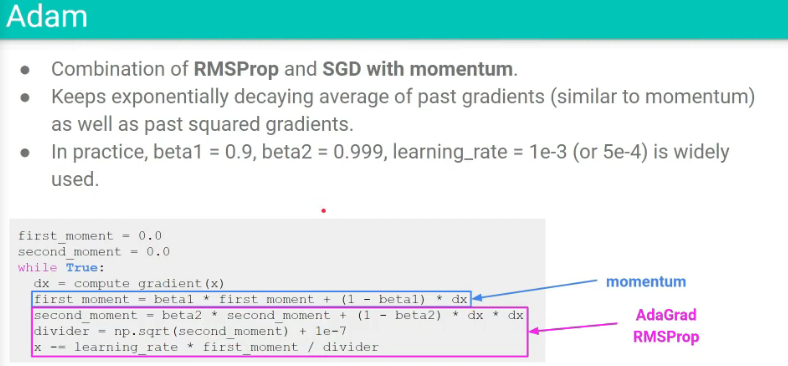 Adam
● Combination of RMSProp and SGD with momentum.
● Keeps exponentially decaying average of past gradients (similar to momentum)
as well as past squared gradients.
● In practice, beta1 = 0.9, beta2 = 0.999, learning_rate = 1e-3 (or 5e-4) is widely
used.
first_moment = 0.0
second_moment = 0.0
while True:
dx = compute_gradient(x)
first_moment = beta1 * first_moment + (1 - beta1) * dx
second_moment = beta2 * second_moment + (1 - beta2) * dx * dx
divider = np.sqrt(second_moment) + 1e-7
x -= learning_rate * first_moment / divider
momentum
AdaGrad
RMSProp